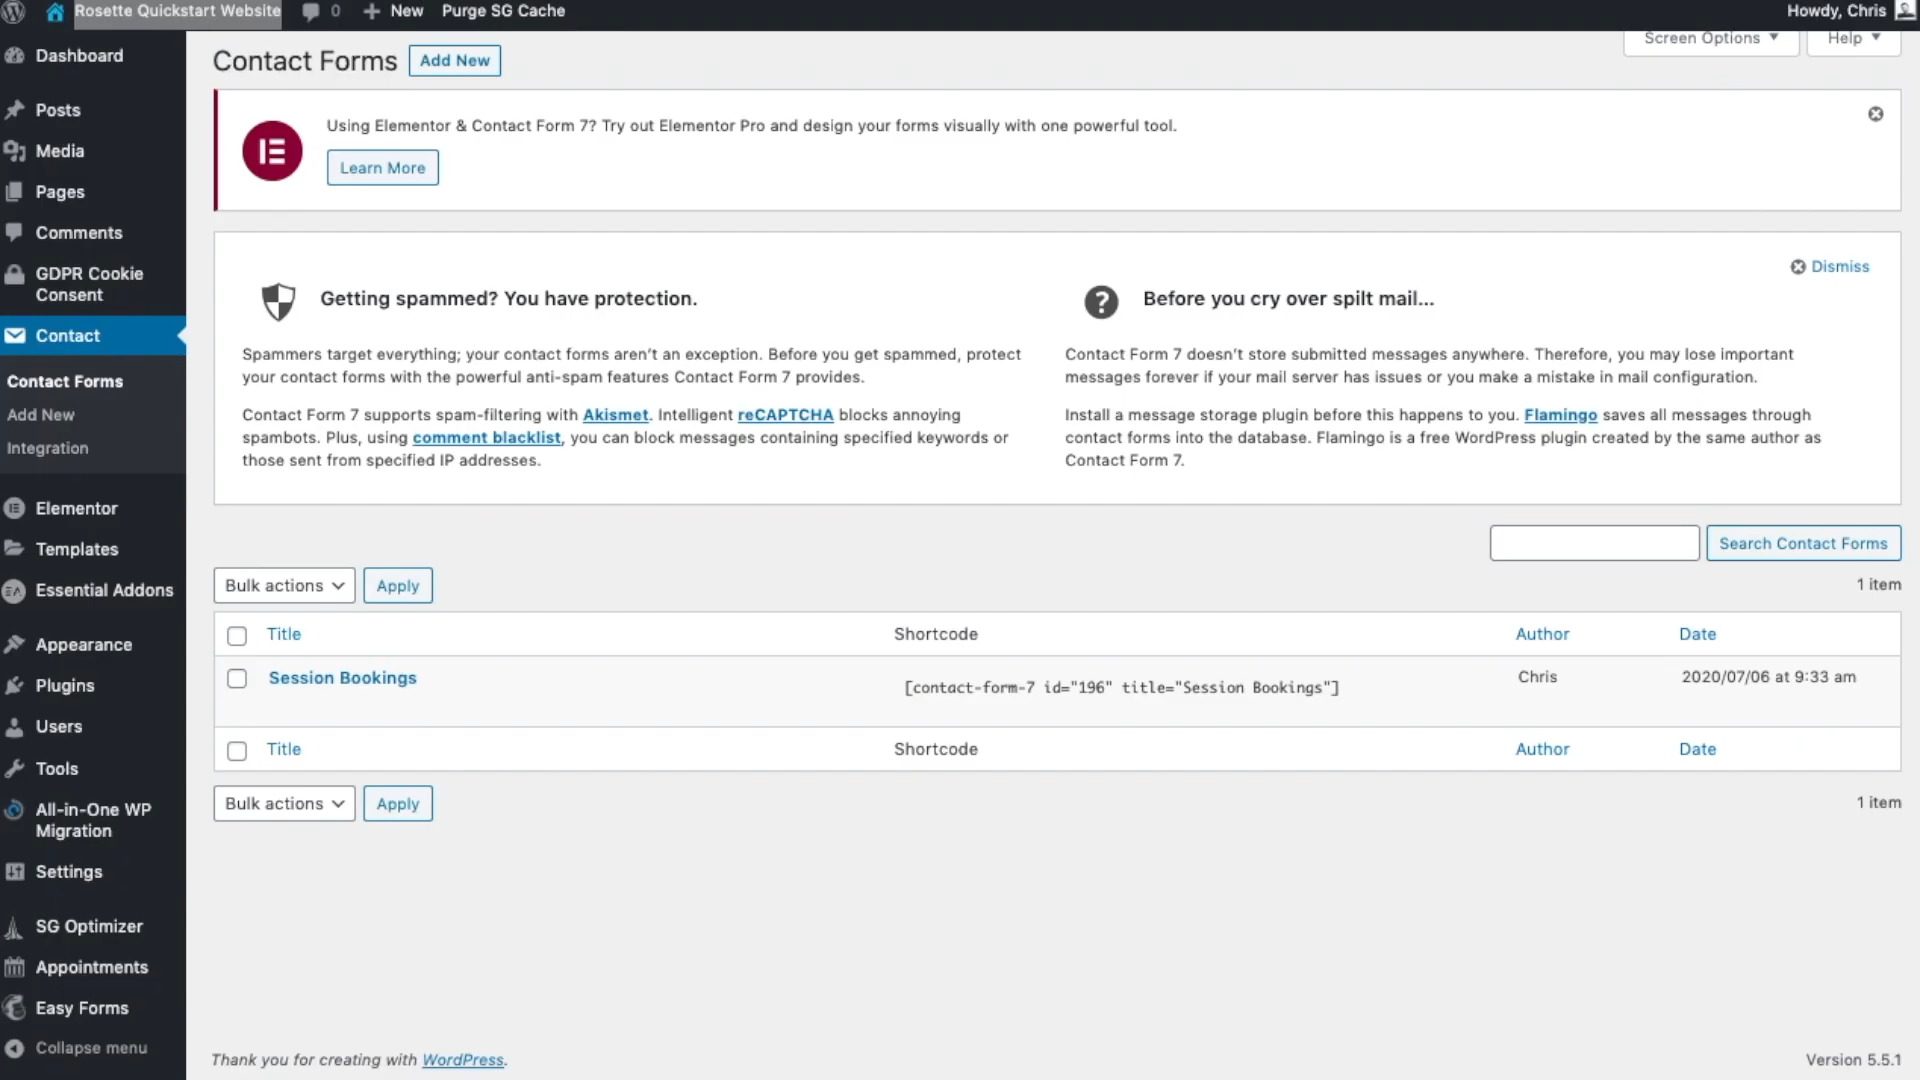 Rosette Quickstart Website
0
New
Purge SG Cache
Howdy, Chris
Dashboard
Posts
Media
Pages
Comments
GDPR Cookie
Consent
Contact
Contact Forms
Add New
Integration
Elementor
Templates
Essential Addons
Appearance
Plugins
Users
Tools
All-in-One WP
Migration
Settings
SG Optimizer
Appointments
Easy Forms
Collapse menu
Contact Forms
Add New
Screen Options
Help
Using Elementor & Contact Form 7? Try out Elementor Pro and design your forms visually with one powerful tool.
Learn More
Dismiss
Getting spammed? You have protection.
Spammers target everything; your contact forms aren't an exception. Before you get spammed, protect
your contact forms with the powerful anti-spam features Contact Form 7 provides.
Contact Form 7 supports spam-filtering with Akismet. Intelligent reCAPTCHA blocks annoying
spambots. Plus, using comment blacklist, you can block messages containing specified keywords or
those sent from specified IP addresses.
Before you cry over spilt mail...
Contact Form 7 doesn't store submitted messages anywhere. Therefore, you may lose important
messages forever if your mail server has issues or you make a mistake in mail configuration.
Install a message storage plugin before this happens to you. Flamingo saves all messages through
contact forms into the database. Flamingo is a free WordPress plugin created by the same author as
Contact Form 7.
Search Contact Forms
Bulk actions
Apply
1 item
Title
Shortcode
Author
Date
Session Bookings
[contact-form-7 id="196" title="Session Bookings"]
Chris
2020/07/06 at 9:33 am
Title
Shortcode
Author
Date
Bulk actions
Apply
1 item
Thank you for creating with WordPress.
Version 5.5.1